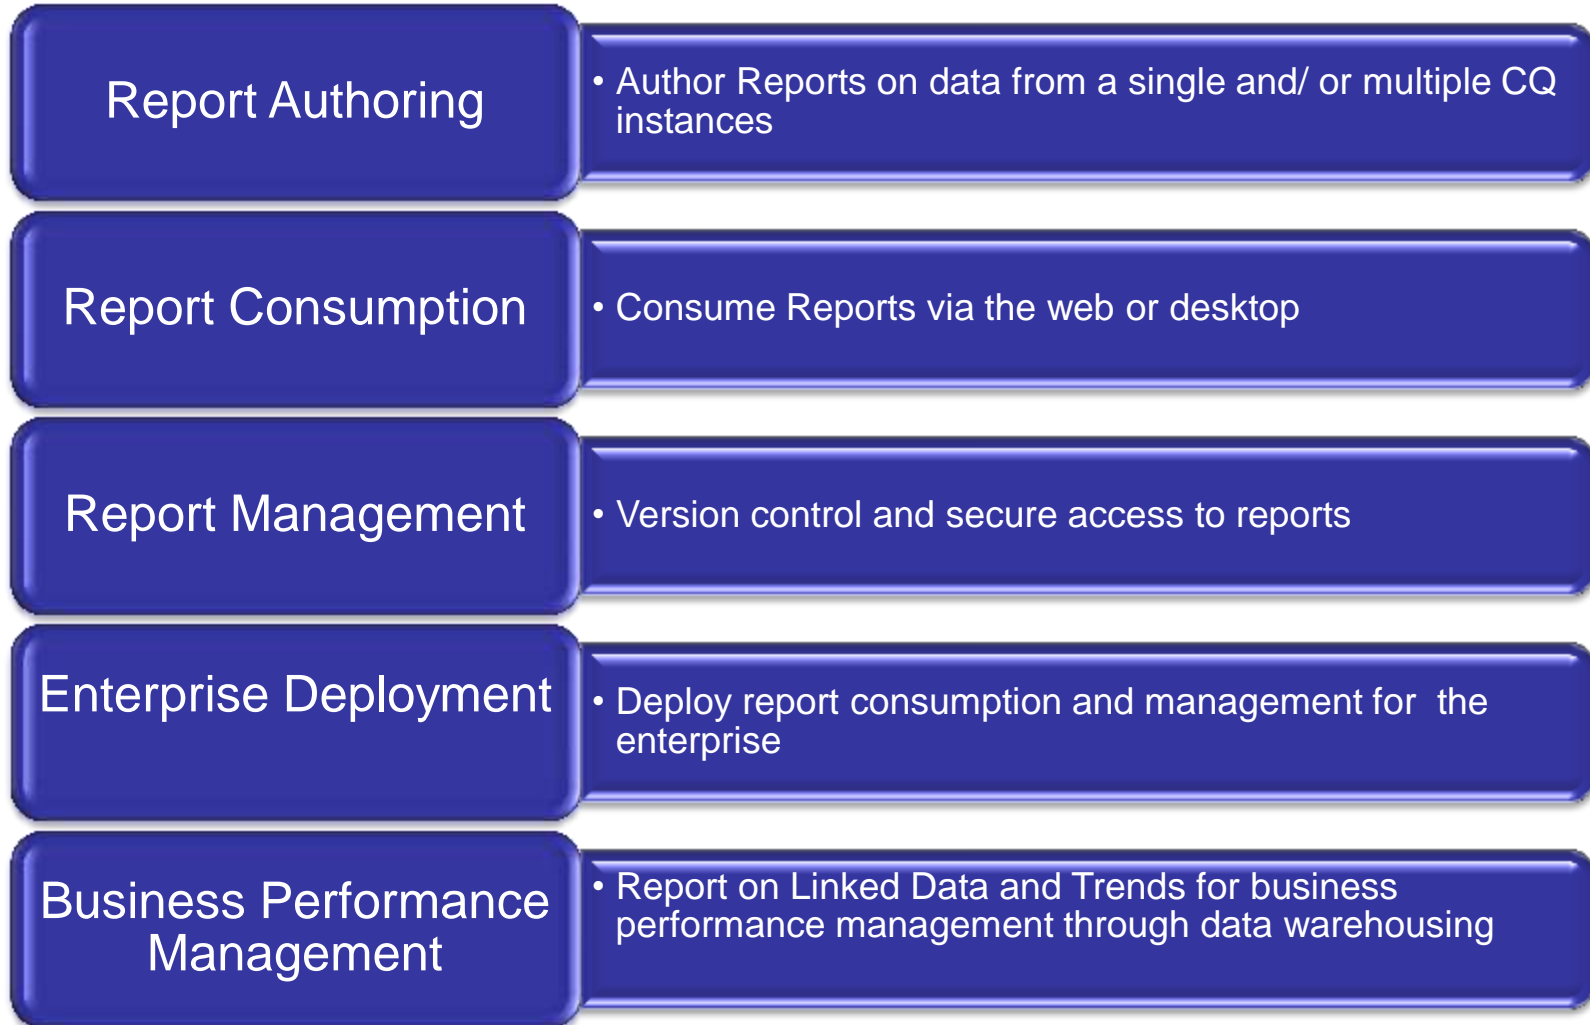 Report Authoring
• Author Reports on data from a single and/ or multiple CQ
instances
Report Consumption
• Consume Reports via the web or desktop
Report Management
• Version control and secure access to reports
Enterprise Deployment
• Deploy report consumption and management for  the
enterprise
Business Performance
Management
• Report on Linked Data and Trends for business
performance management through data warehousing